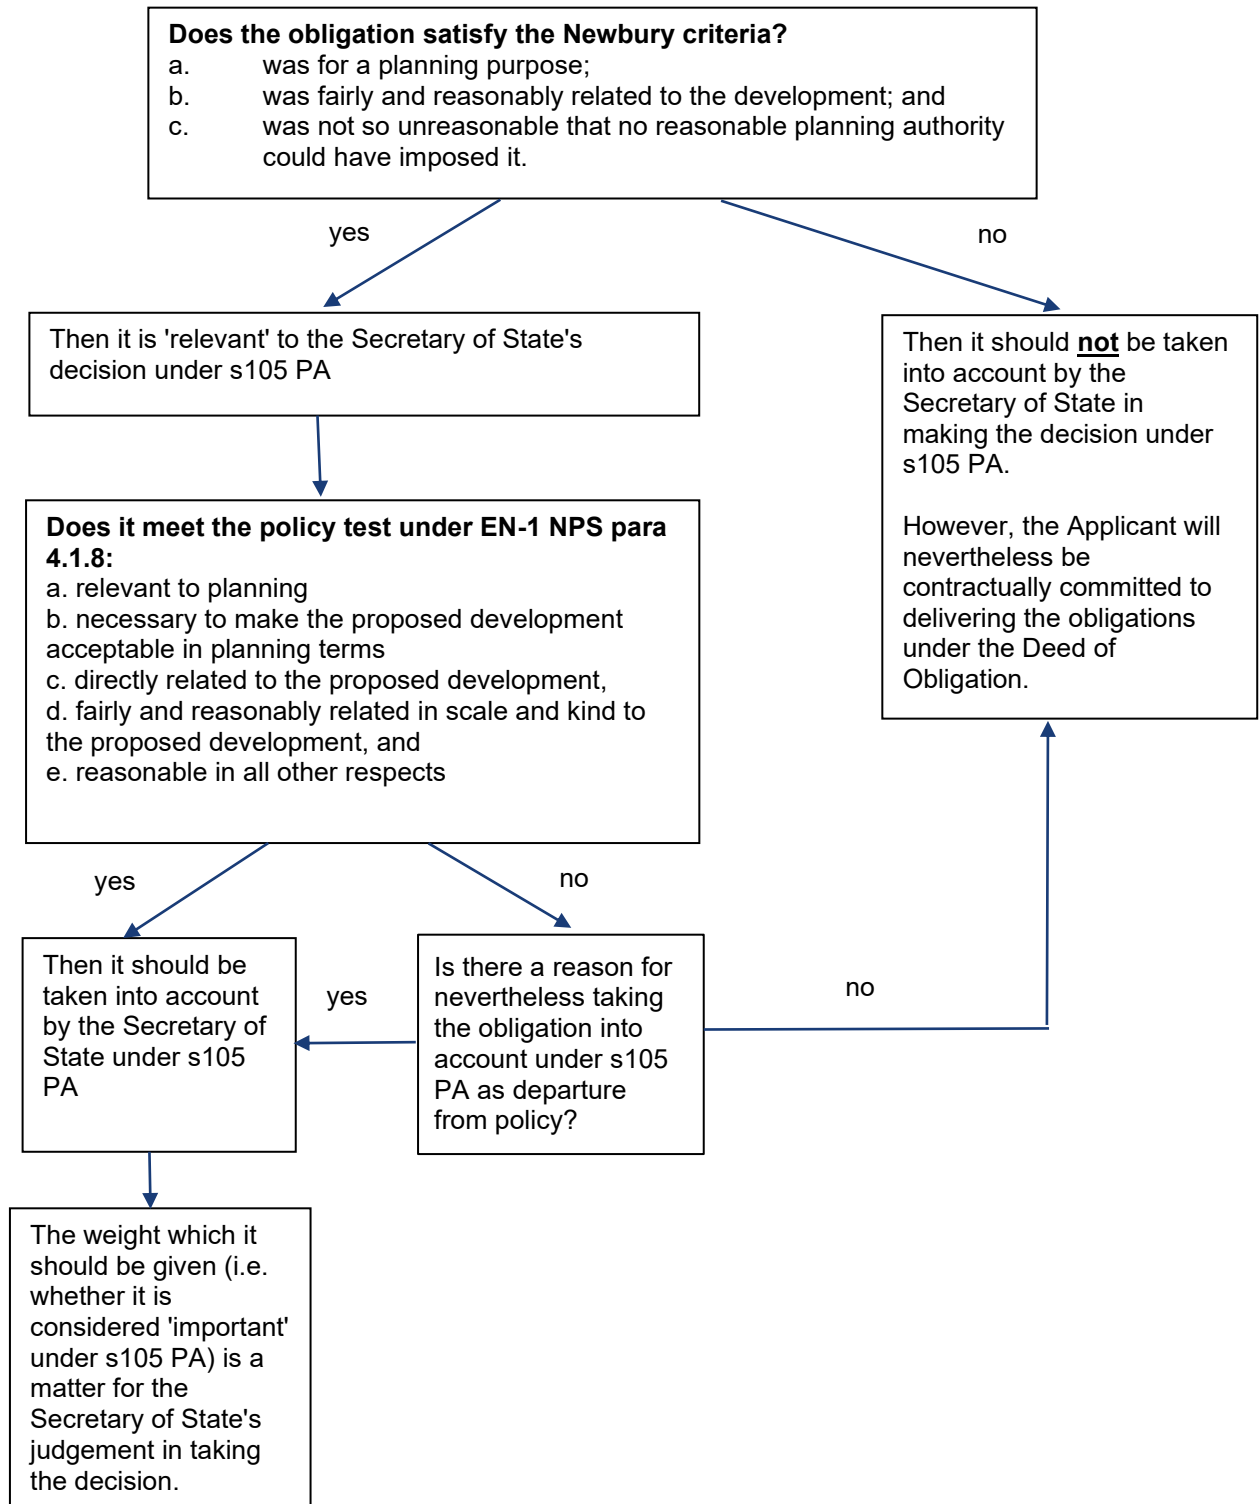 Does the obligation satisfy the Newbury criteria?
a. was for a planning purpose;
b. was fairly and reasonably related to the development; and
c. was not so unreasonable that no reasonable planning authority
could have imposed it.
yes
no
Then it is 'relevant' to the Secretary of State's
decision under s105 PA
Then it should not be taken
into account by the
Secretary of State in
making the decision under
s105 PA.
However, the Applicant will
nevertheless be
contractually committed to
delivering the obligations
under the Deed of
Obligation.
Does it meet the policy test under EN-1 NPS para
4.1.8:
a. relevant to planning
b. necessary to make the proposed development
acceptable in planning terms
c. directly related to the proposed development,
d. fairly and reasonably related in scale and kind to
the proposed development, and
e. reasonable in all other respects
yes
no
Then it should be
taken into account
by the Secretary of
State under s105
PA
yes
Is there a reason for
nevertheless taking
the obligation into
account under s105
PA as departure
from policy?
no
The weight which it
should be given (i.e.
whether it is
considered 'important'
under s105 PA) is a
matter for the
Secretary of State's
judgement in taking
the decision.